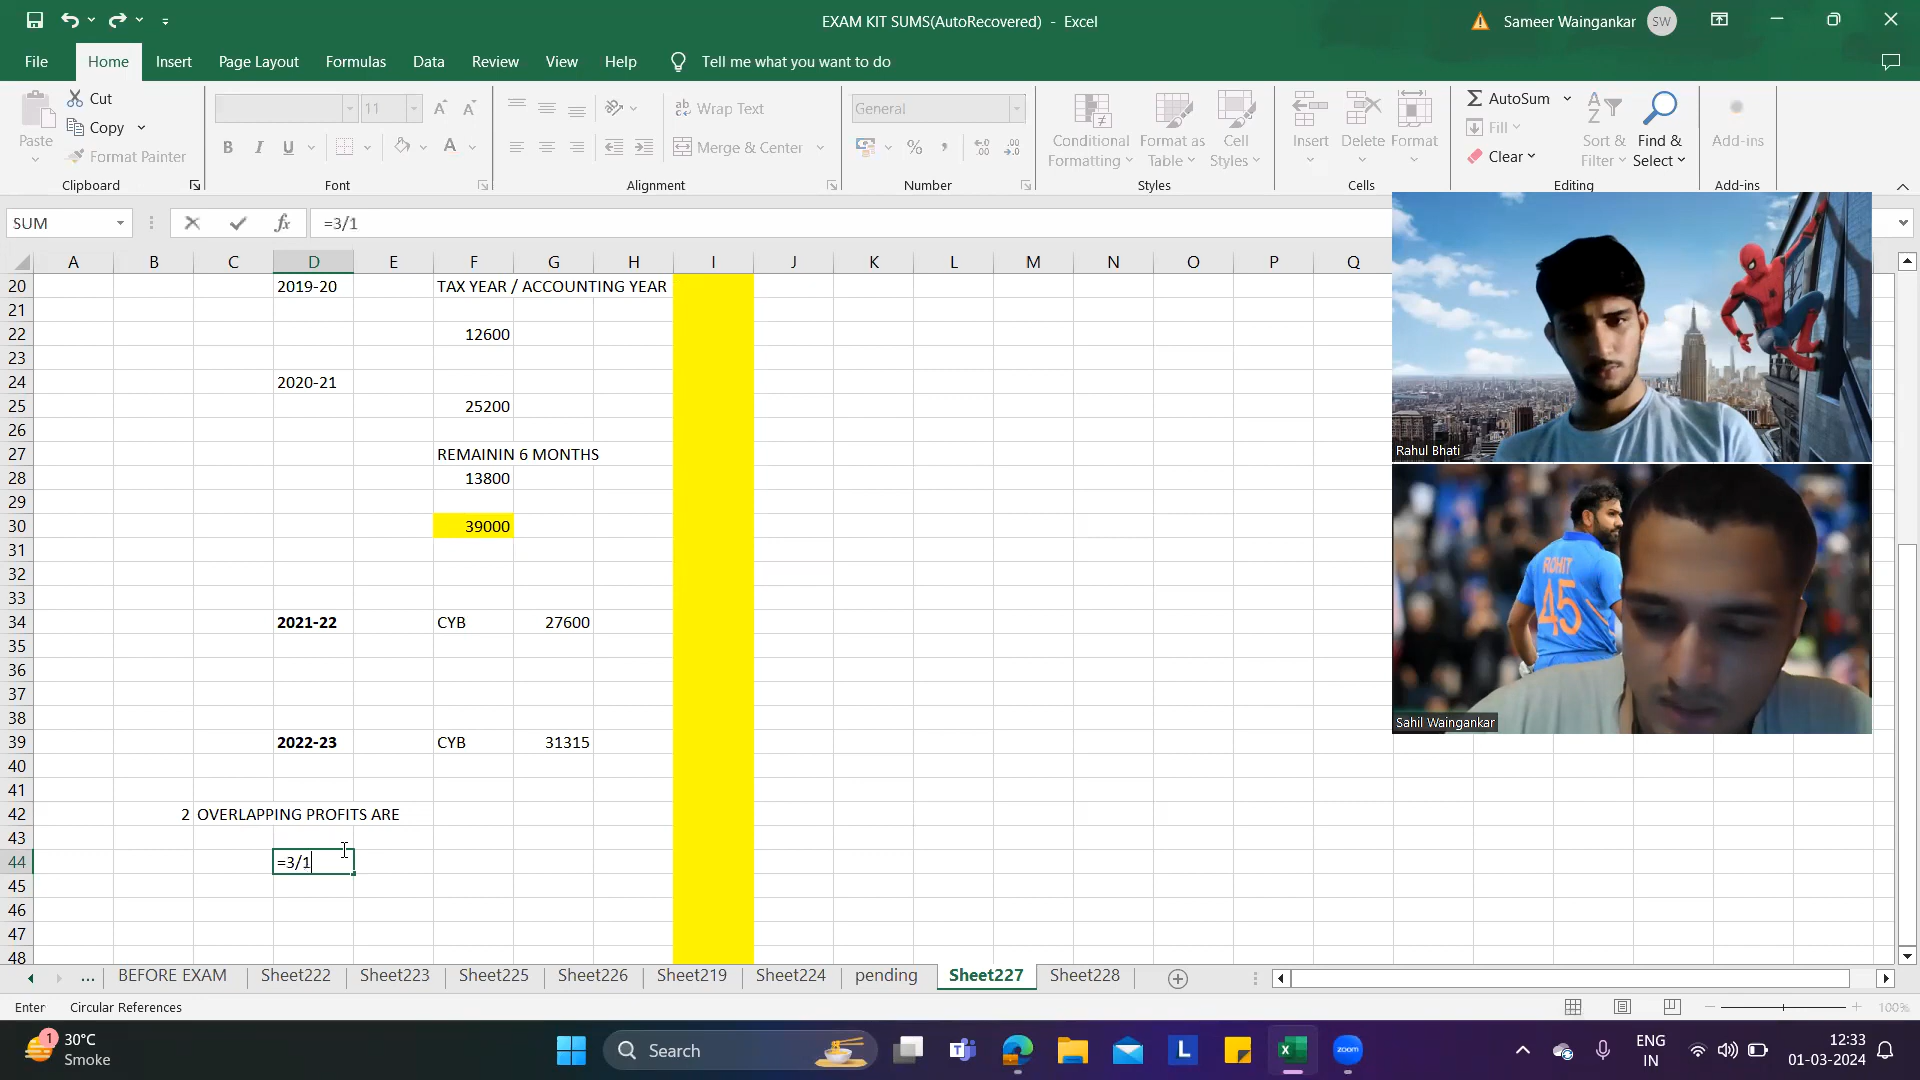 EXAM KIT SUMS(AutoRecovered) - Excel
Sameer Waingankar SW
File Home Insert Page Layout Formulas Data Review View Help Tell me what you want to do
Paste
Cut
Copy
Format Painter
Clipboard
11
B I U
Font
Wrap Text
Merge & Center
Alignment
General
Number
Conditional Formatting
Format as Table
Cell Styles
Styles
Insert Delete Format
Cells
AutoSum
Fill
Clear
Sort & Filter
Find & Select
Editing
Add-ins
Add-ins
SUM fx =3/1
A B C D E F G H I J K L M N O P Q
20 2019-20 TAX YEAR / ACCOUNTING YEAR
21
22 12600
23
24 2020-21
25 25200
26
27 REMAININ 6 MONTHS
28 13800
29
30 39000
31
32
33
34 2021-22 CYB 27600
35
36
37
38
39 2022-23 CYB 31315
40
41
42 2 OVERLAPPING PROFITS ARE
43
44 =3/1
45
46
47
48
Rahul Bhati
ROHIT
45
Sahil Waingankar
... BEFORE EXAM Sheet222 Sheet223 Sheet225 Sheet226 Sheet219 Sheet224 pending Sheet227 Sheet228
Enter Circular References 100%
1 30°C
Smoke
Search
L
zoom
ENG
IN
12:33
01-03-2024